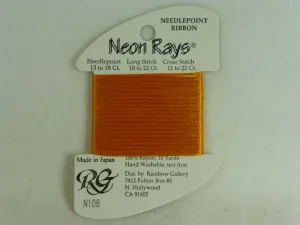 NEEDLEPOINT
RIBBON
Neon Rays®
Needlepoint Long Stitch Cross Stitch
13 to 18 Ct. 18 to 22 Ct. 11 to 22 Ct.
100% Rayon, 10 Yards
Hand Washable, test first.
Made in Japan
RG
Dist. by Rainbow Gallery
7412 Fulton Ave #5
N. Hollywood
CA 91605
N108